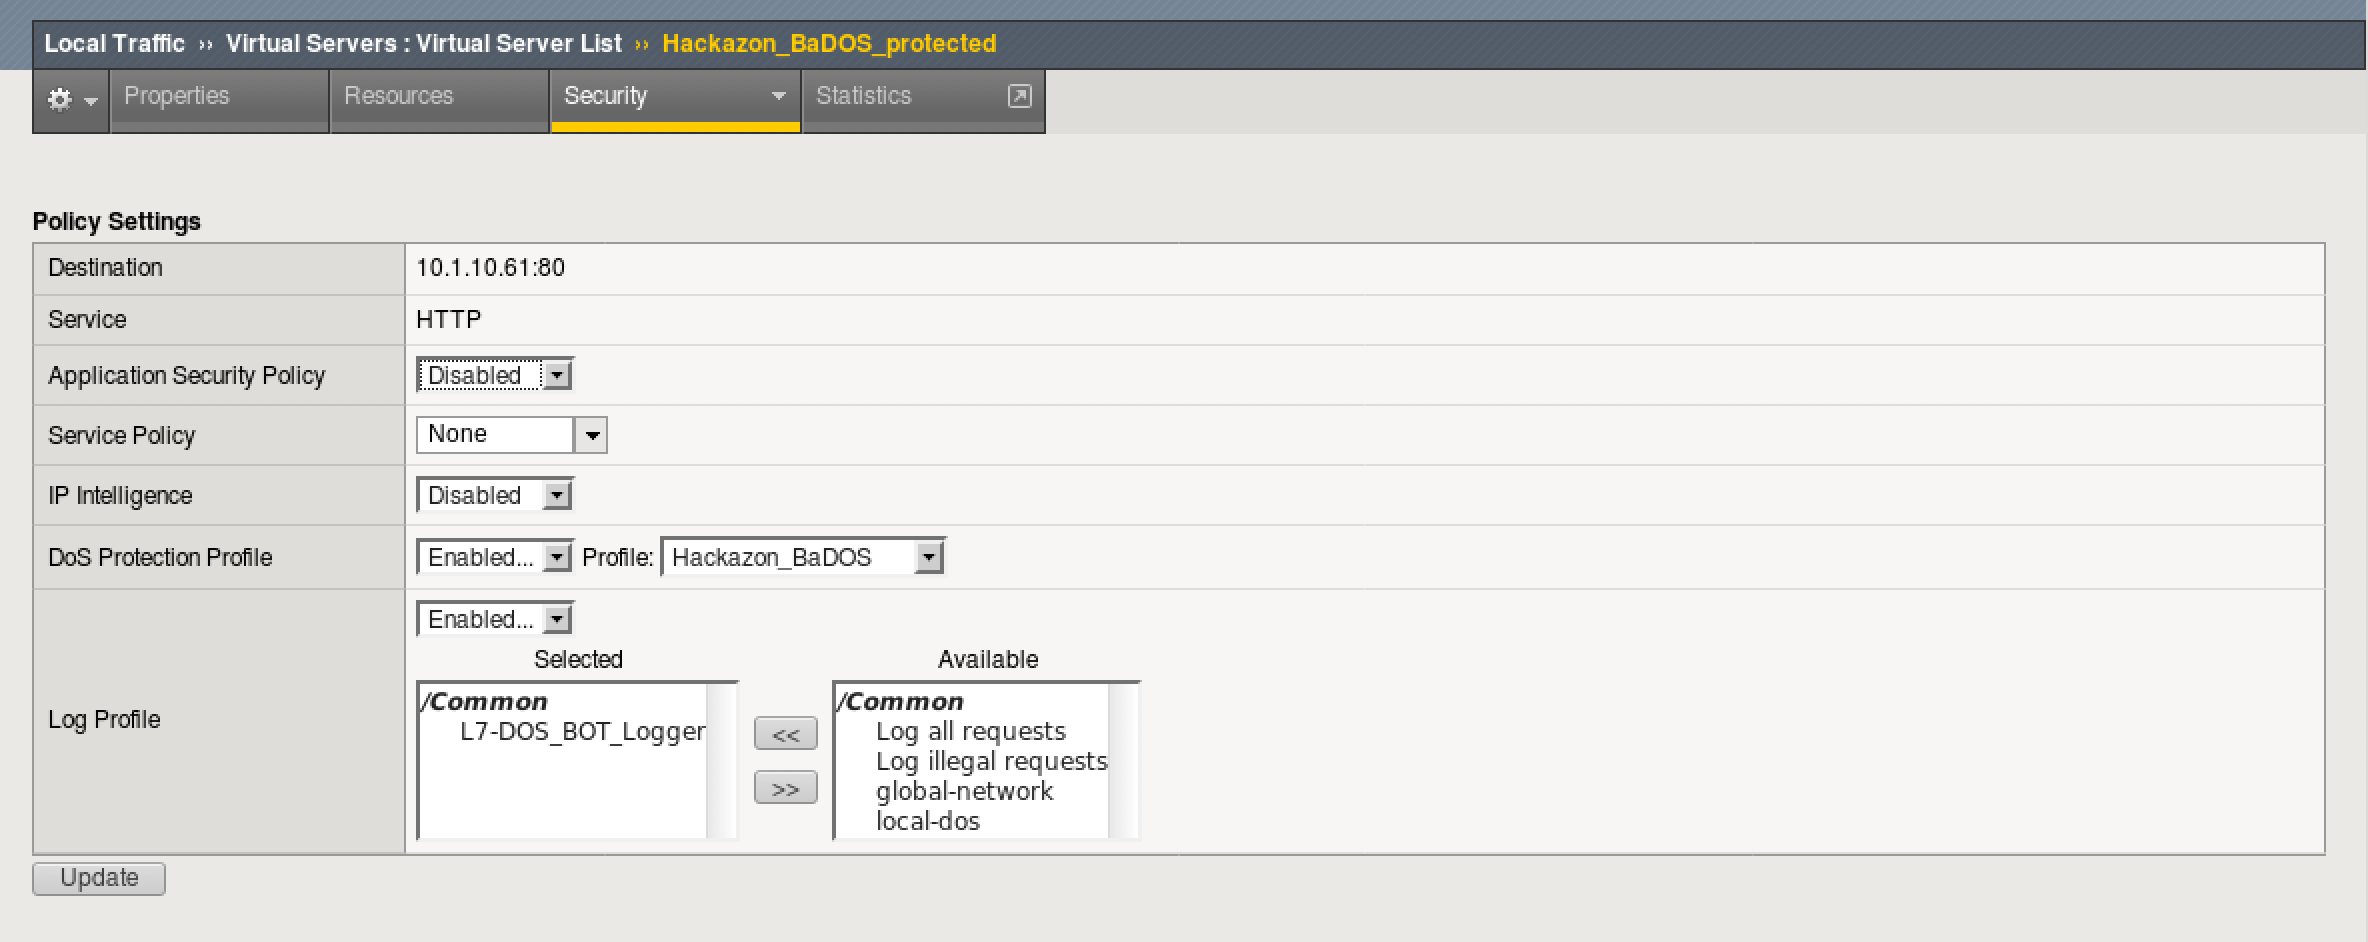 Local Traffic ›› Virtual Servers : Virtual Server List ›› Hackazon_BaDOS_protected
Properties Resources Security Statistics
Policy Settings
Destination 10.1.10.61:80
Service HTTP
Application Security Policy Disabled
Service Policy None
IP Intelligence Disabled
DoS Protection Profile Enabled... Profile: Hackazon_BaDOS
Log Profile Enabled...
Selected Available
/Common /Common
L7-DOS_BOT_Logger Log all requests
<< Log illegal requests
>> global-network
local-dos
Update